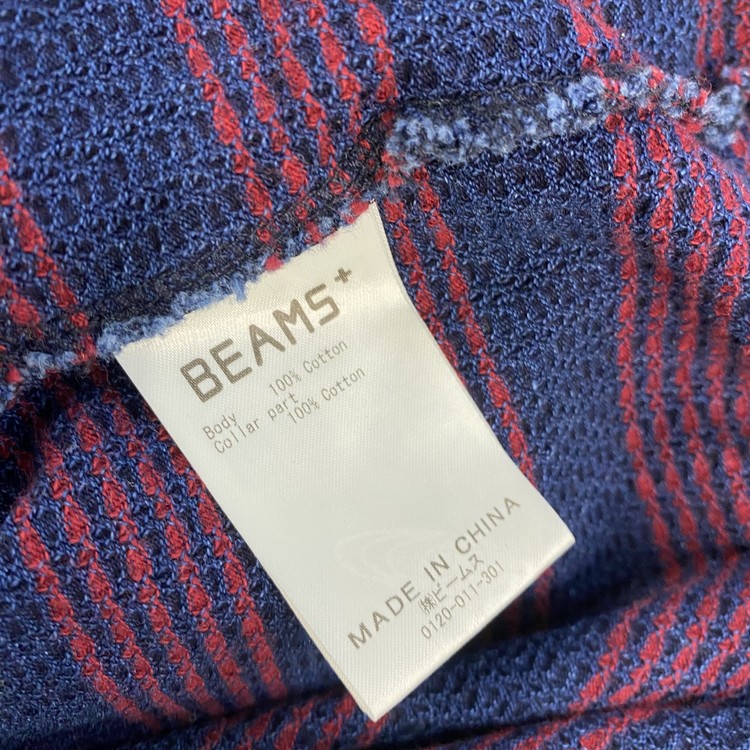 BEAMS+
Body 100% Cotton
Collar part
100% Cotton
MADE IN CHINA
㈱ビームス
0120-011-301